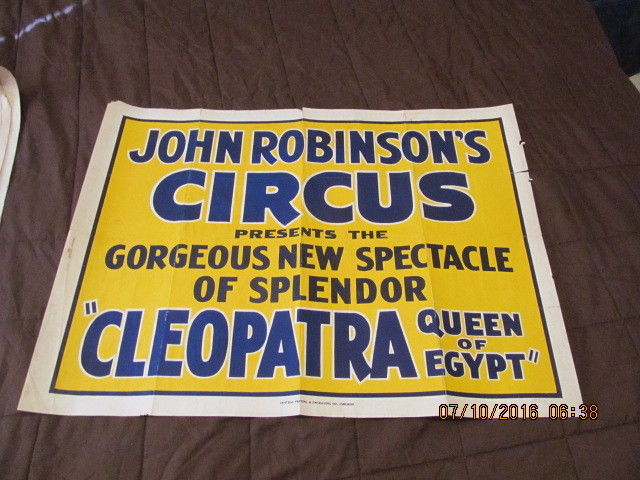 JOHN ROBINSON'S
CIRCUS
PRESENTS THE
GORGEOUS NEW SPECTACLE
OF SPLENDOR
"CLEOPATRA QUEEN
OF
EGYPT"
07/10/2016 06:38